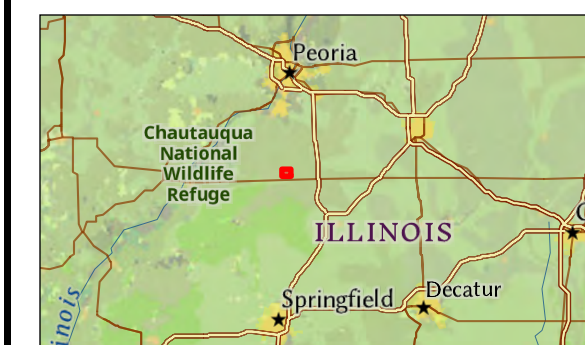 Peoria
Chautauqua
National
Wildlife
Refuge
ILLINOIS
Springfield
Decatur
inois
C